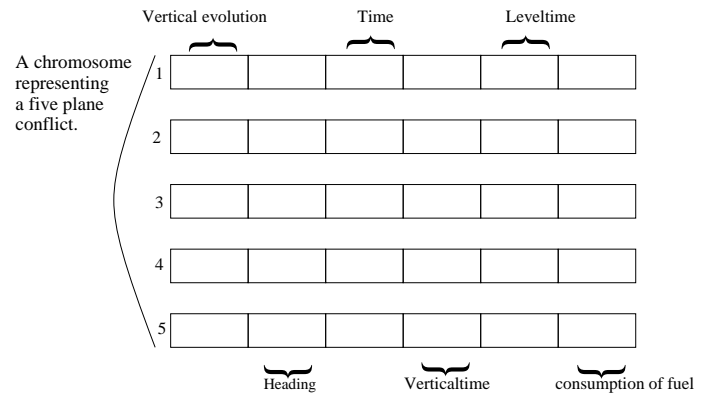 Vertical evolution Time Leveltime
A chromosome
representing
a five plane
conflict.
1
2
3
4
5
Heading Verticaltime consumption of fuel